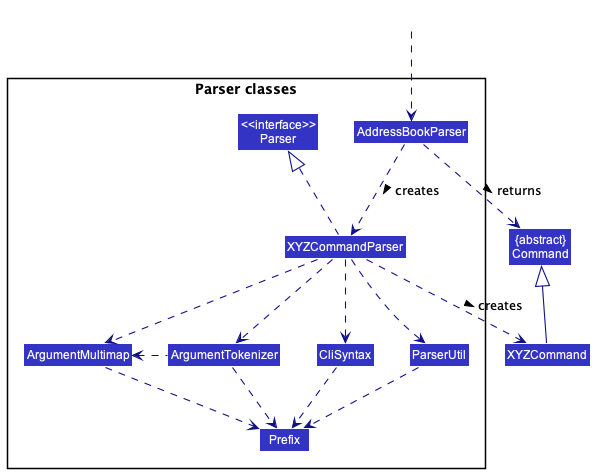 Parser classes
<<interface>>
Parser
AddressBookParser
creates
returns
XYZCommandParser
{abstract}
Command
creates
ArgumentMultimap
ArgumentTokenizer
CliSyntax
ParserUtil
XYZCommand
Prefix